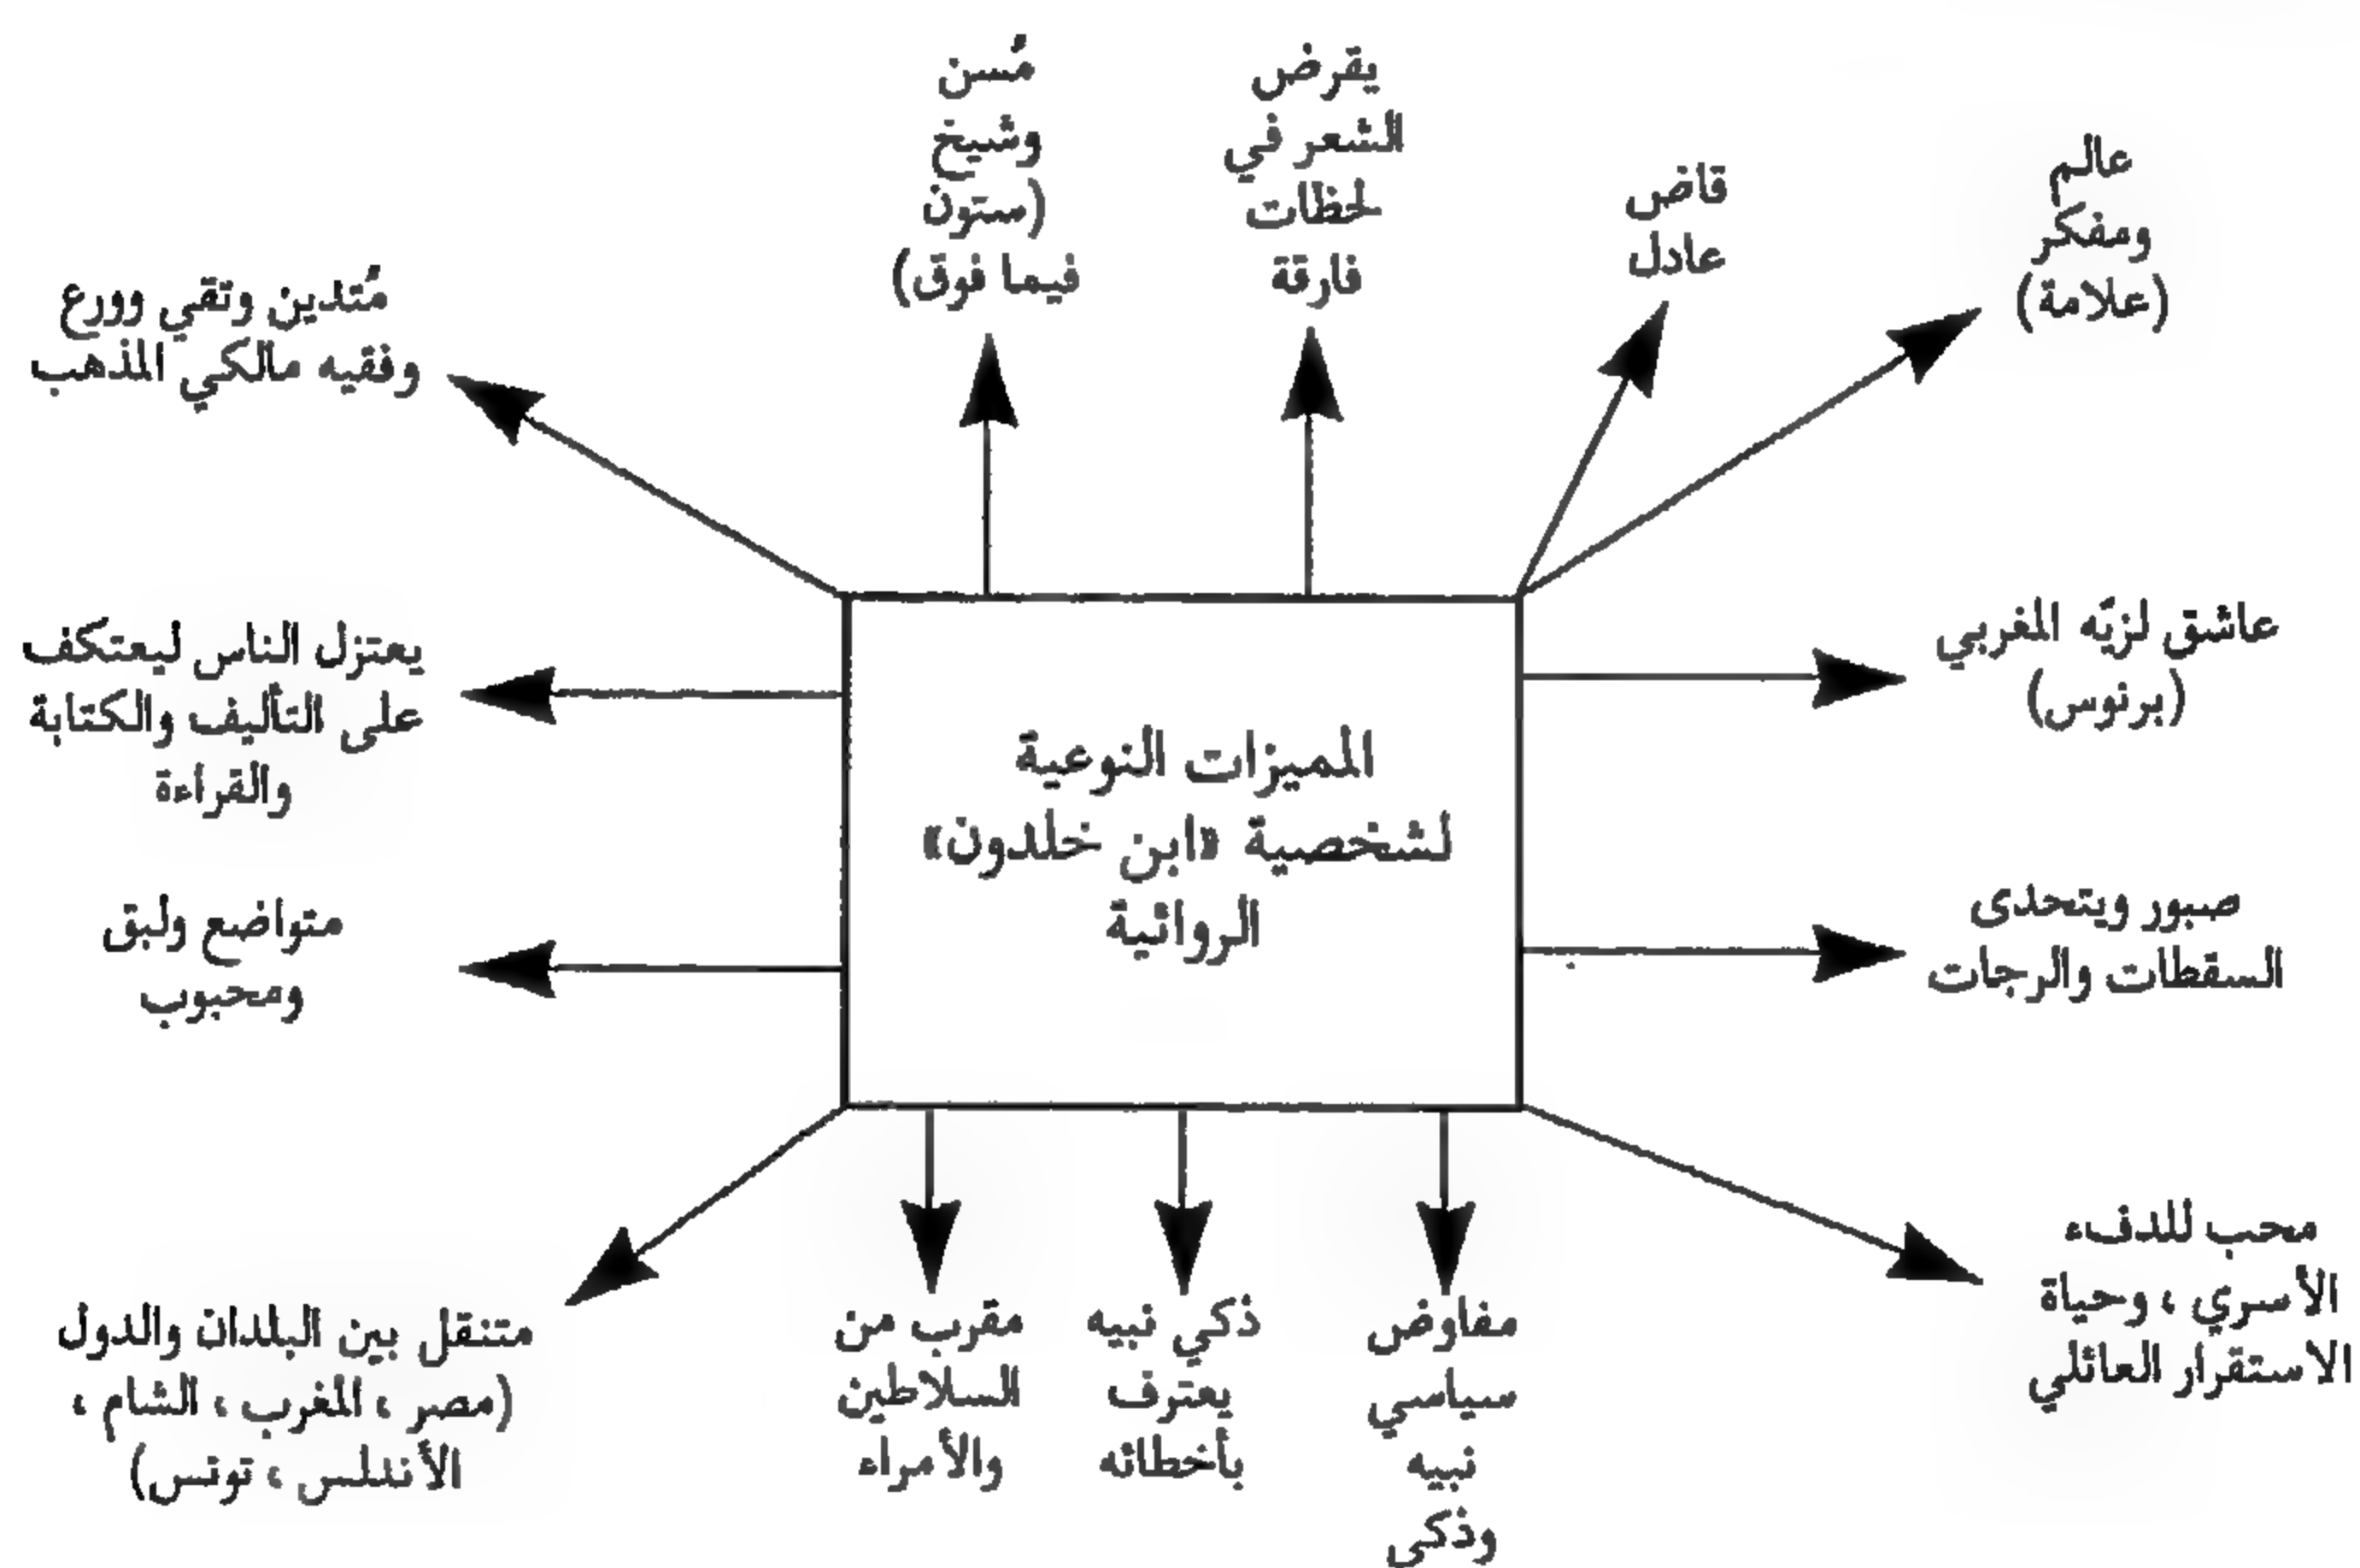 المميزات النوعية
لشخصية «ابن خلدون»
الروائية
عالم
ومفكر
(علامة)
قاض
عادل
يقرض
الشعر في
لحظات
فارقة
مُسن
وشيخ
(ستون
فيما فوق)
مُتدين وتقي وورع
وفقيه مالكي المذهب
يعتزل الناس ليعتكف
على التأليف والكتابة
والقراءة
متواضع ولبق
ومحبوب
متنقل بين البلدان والدول
(مصر ، المغرب ، الشام ،
الأندلس ، تونس)
مقرب من
السلاطين
والأمراء
ذكي نبيه
يعترف
بأخطائه
مفاوض
سياسي
نبيه
وذكي
محب للدفء
الأسري ، وحياة
الاستقرار العائلي
صبور ويتحدى
السقطات والرجات
عاشق لزيّه المغربي
(برنوس)